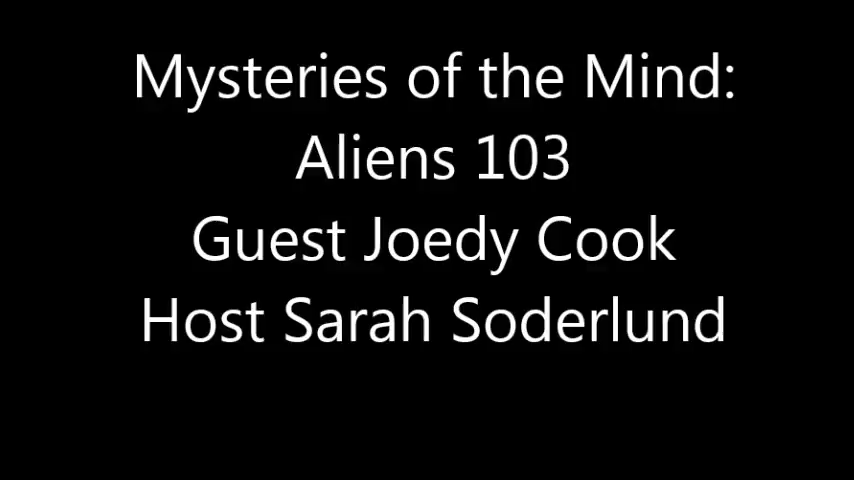 Mysteries of the Mind:
Aliens 103
Guest Joedy Cook
Host Sarah Soderlund